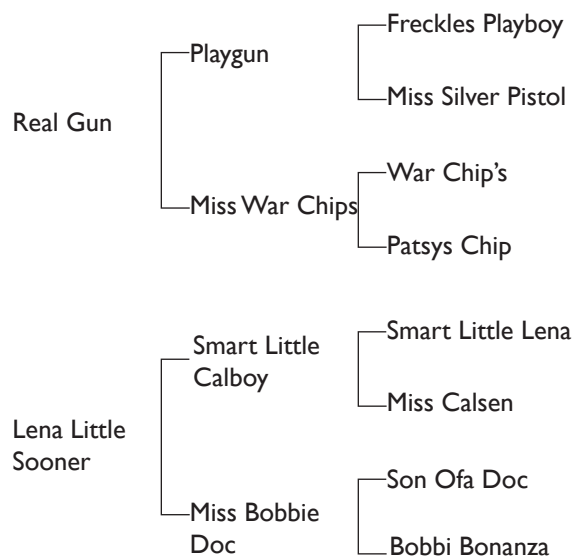 Freckles Playboy
Playgun
Miss Silver Pistol
Real Gun
War Chip’s
Miss War Chips
Patsys Chip
Smart Little Lena
Smart Little
Calboy
Miss Calsen
Lena Little
Sooner
Son Ofa Doc
Miss Bobbie
Doc
Bobbi Bonanza